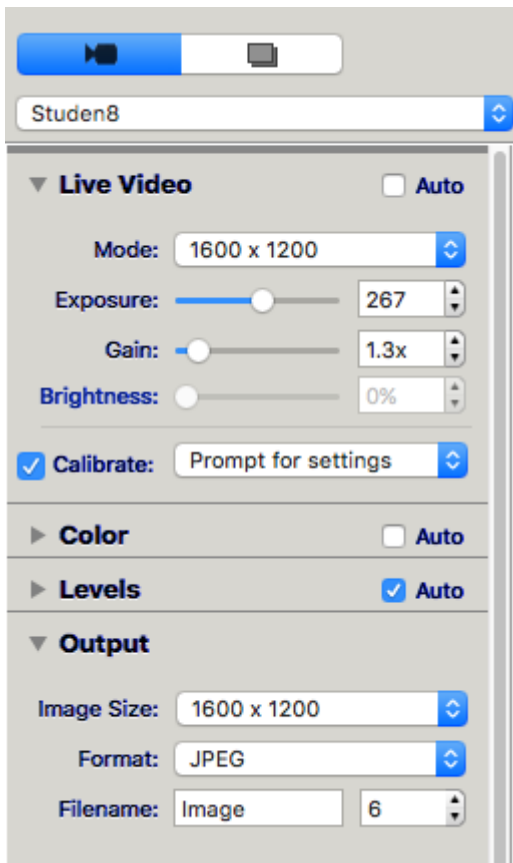 Studen8
Live Video Auto
Mode: 1600 x 1200
Exposure: 267
Gain: 1.3x
Brightness: 0%
Calibrate: Prompt for settings
Color Auto
Levels Auto
Output
Image Size: 1600 x 1200
Format: JPEG
Filename: Image 6